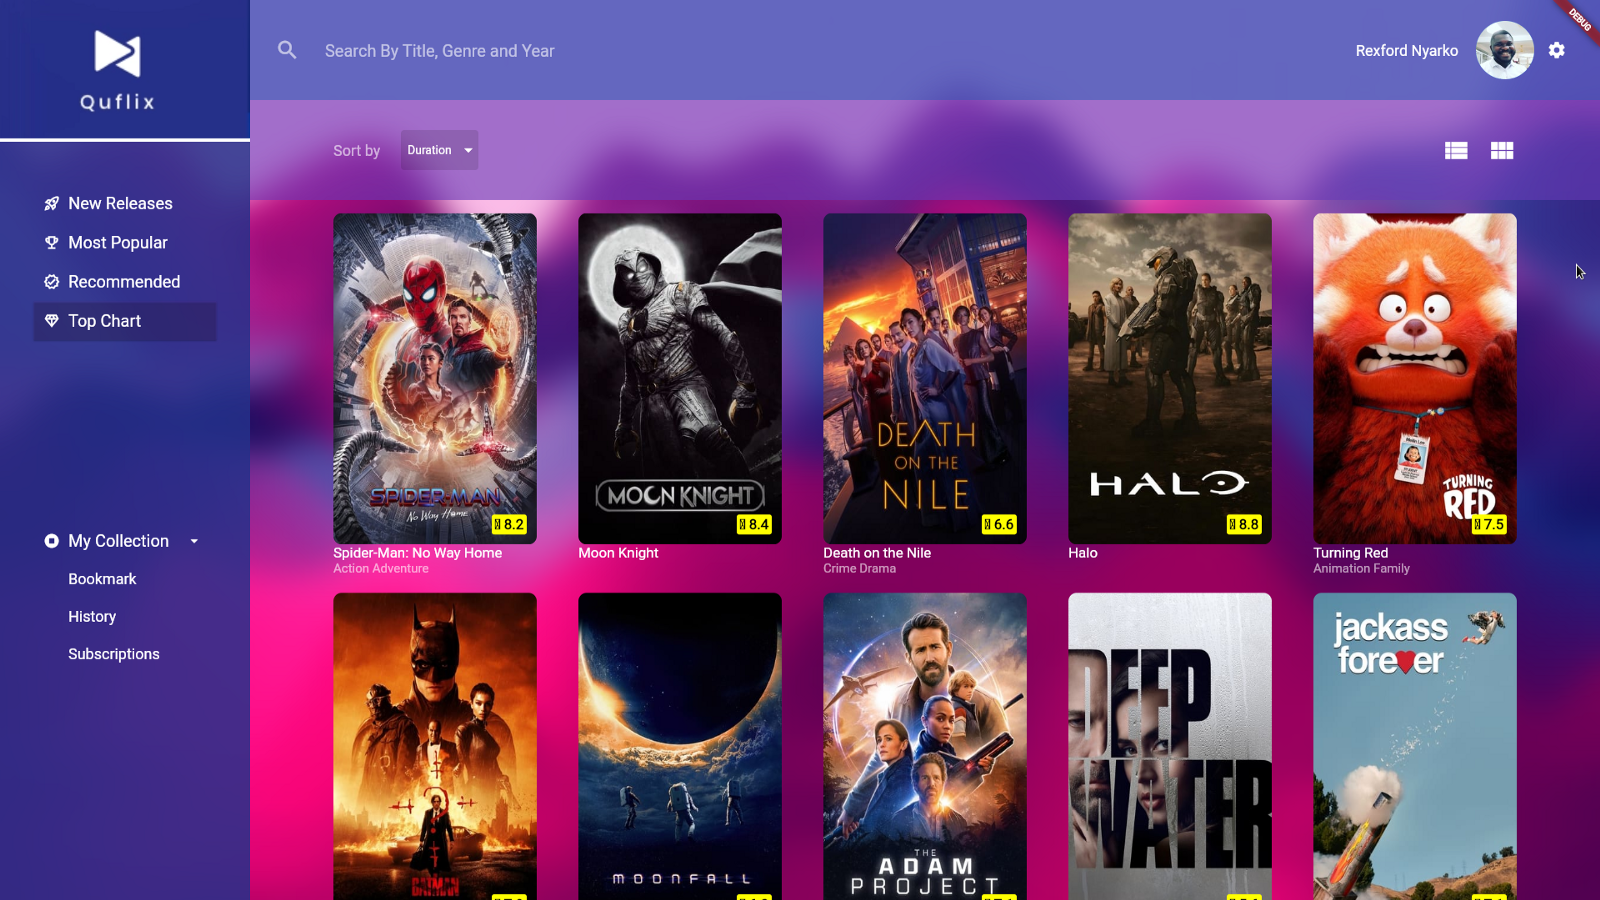 Quflix
Search By Title, Genre and Year
Rexford Nyarko
DEBUG
Sort by
Duration
New Releases
Most Popular
Recommended
Top Chart
My Collection
Bookmark
History
Subscriptions
SPIDER-MAN
No Way Home
8.2
Spider-Man: No Way Home
Action Adventure
MOON KNIGHT
8.4
Moon Knight
DEATH
ON THE
NILE
6.6
Death on the Nile
Crime Drama
HALO
8.8
Halo
TURNING
RED
7.5
Turning Red
Animation Family
BATMAN
MOONFALL
THE
ADAM
PROJECT
DEEP
WATER
jackass
forever